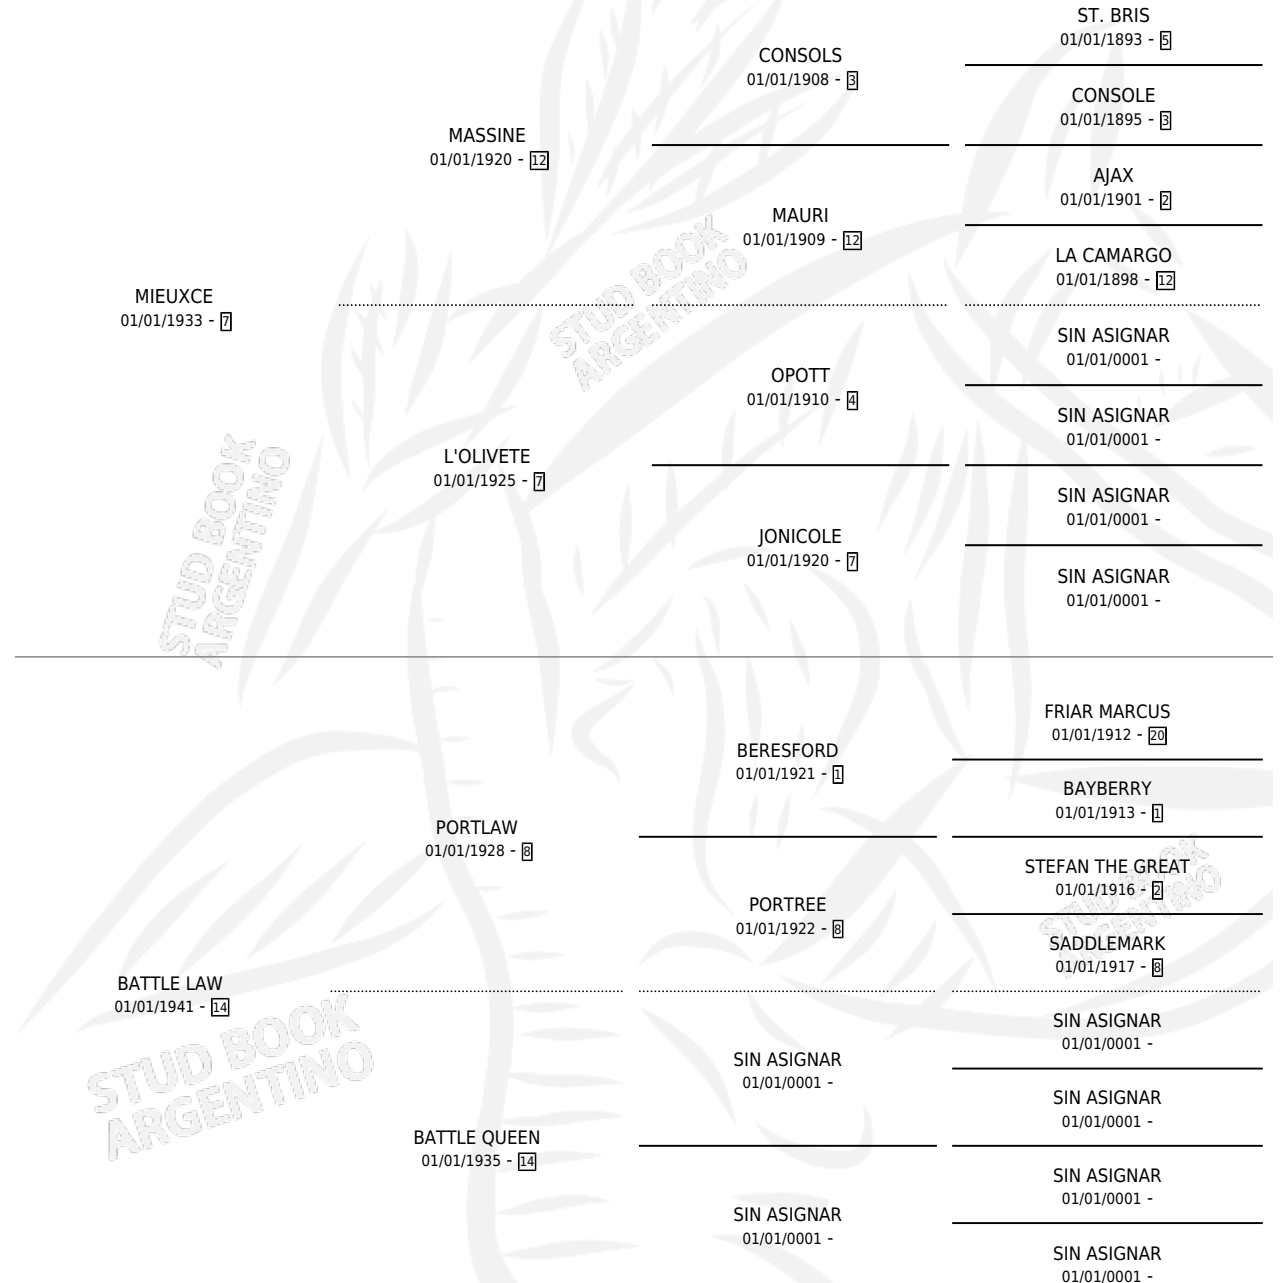 ST. BRIS
01/01/1893 - 5
CONSOLS
01/01/1908 - 3
CONSOLE
01/01/1895 - 3
MASSINE
01/01/1920 - 12
AJAX
01/01/1901 - 2
MAURI
01/01/1909 - 12
LA CAMARGO
01/01/1898 - 12
STUD BOOK
ARGENTINO
MIEUXCE
01/01/1933 - 7
SIN ASIGNAR
01/01/0001 -
OPOTT
01/01/1910 - 4
SIN ASIGNAR
01/01/0001 -
L'OLIVETE
01/01/1925 - 7
SIN ASIGNAR
01/01/0001 -
JONICOLE
01/01/1920 - 7
SIN ASIGNAR
01/01/0001 -
STUD BOOK
ARGENTINO
FRIAR MARCUS
01/01/1912 - 20
BERESFORD
01/01/1921 - 1
BAYBERRY
01/01/1913 - 1
PORTLAW
01/01/1928 - 8
STEFAN THE GREAT
01/01/1916 - 2
PORTREE
01/01/1922 - 8
STUD BOOK
ARGENTINO
SADDLEMARK
01/01/1917 - 8
BATTLE LAW
01/01/1941 - 14
SIN ASIGNAR
01/01/0001 -
STUD BOOK
ARGENTINO
SIN ASIGNAR
01/01/0001 -
SIN ASIGNAR
01/01/0001 -
BATTLE QUEEN
01/01/1935 - 14
SIN ASIGNAR
01/01/0001 -
SIN ASIGNAR
01/01/0001 -
SIN ASIGNAR
01/01/0001 -